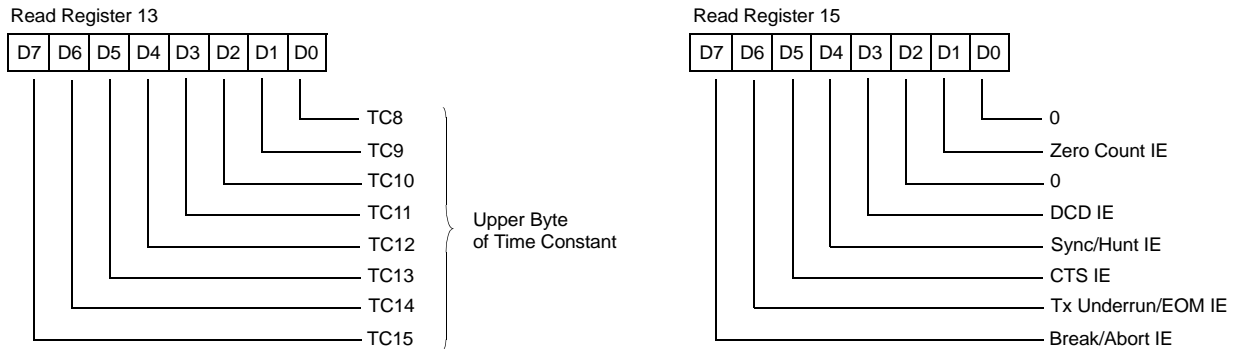 Read Register 13
D7 D6 D5 D4 D3 D2 D1 D0
TC8
TC9
TC10
TC11
TC12
TC13
TC14
TC15
Upper Byte
of Time Constant
Read Register 15
D7 D6 D5 D4 D3 D2 D1 D0
0
Zero Count IE
0
DCD IE
Sync/Hunt IE
CTS IE
Tx Underrun/EOM IE
Break/Abort IE